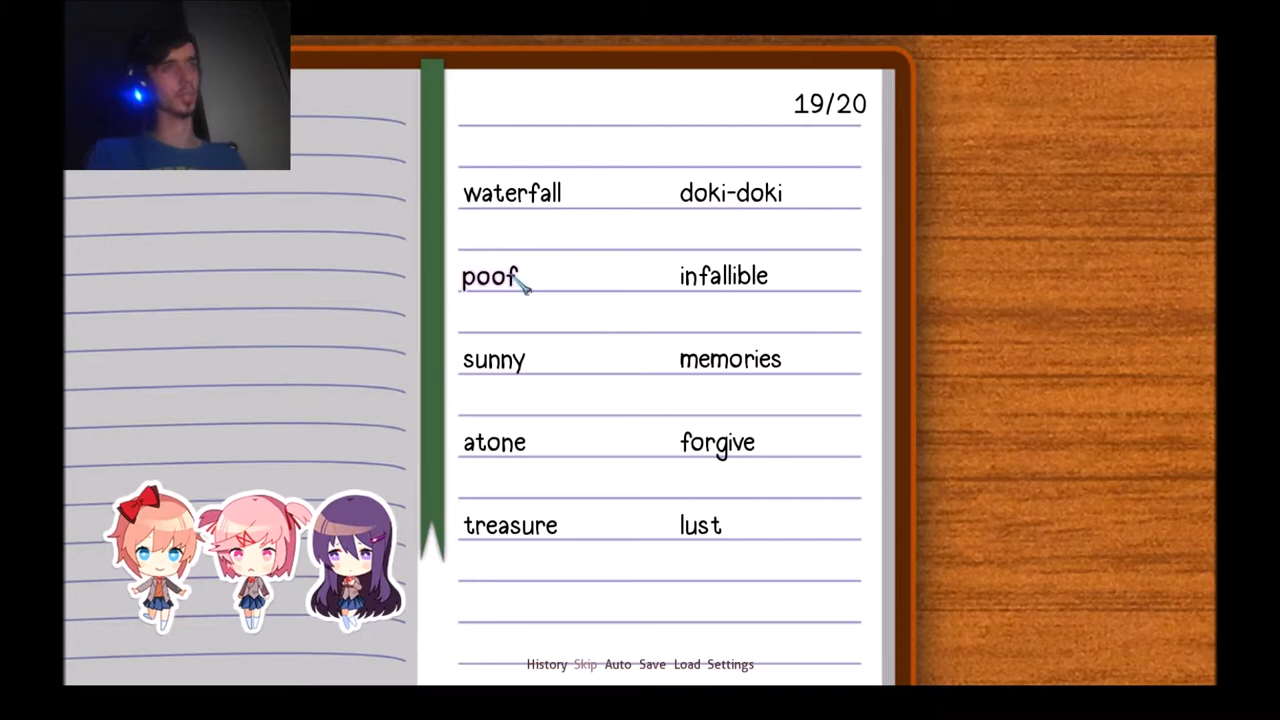 19/20
waterfall doki-doki
poof infallible
sunny memories
atone forgive
treasure lust
History Skip Auto Save Load Settings